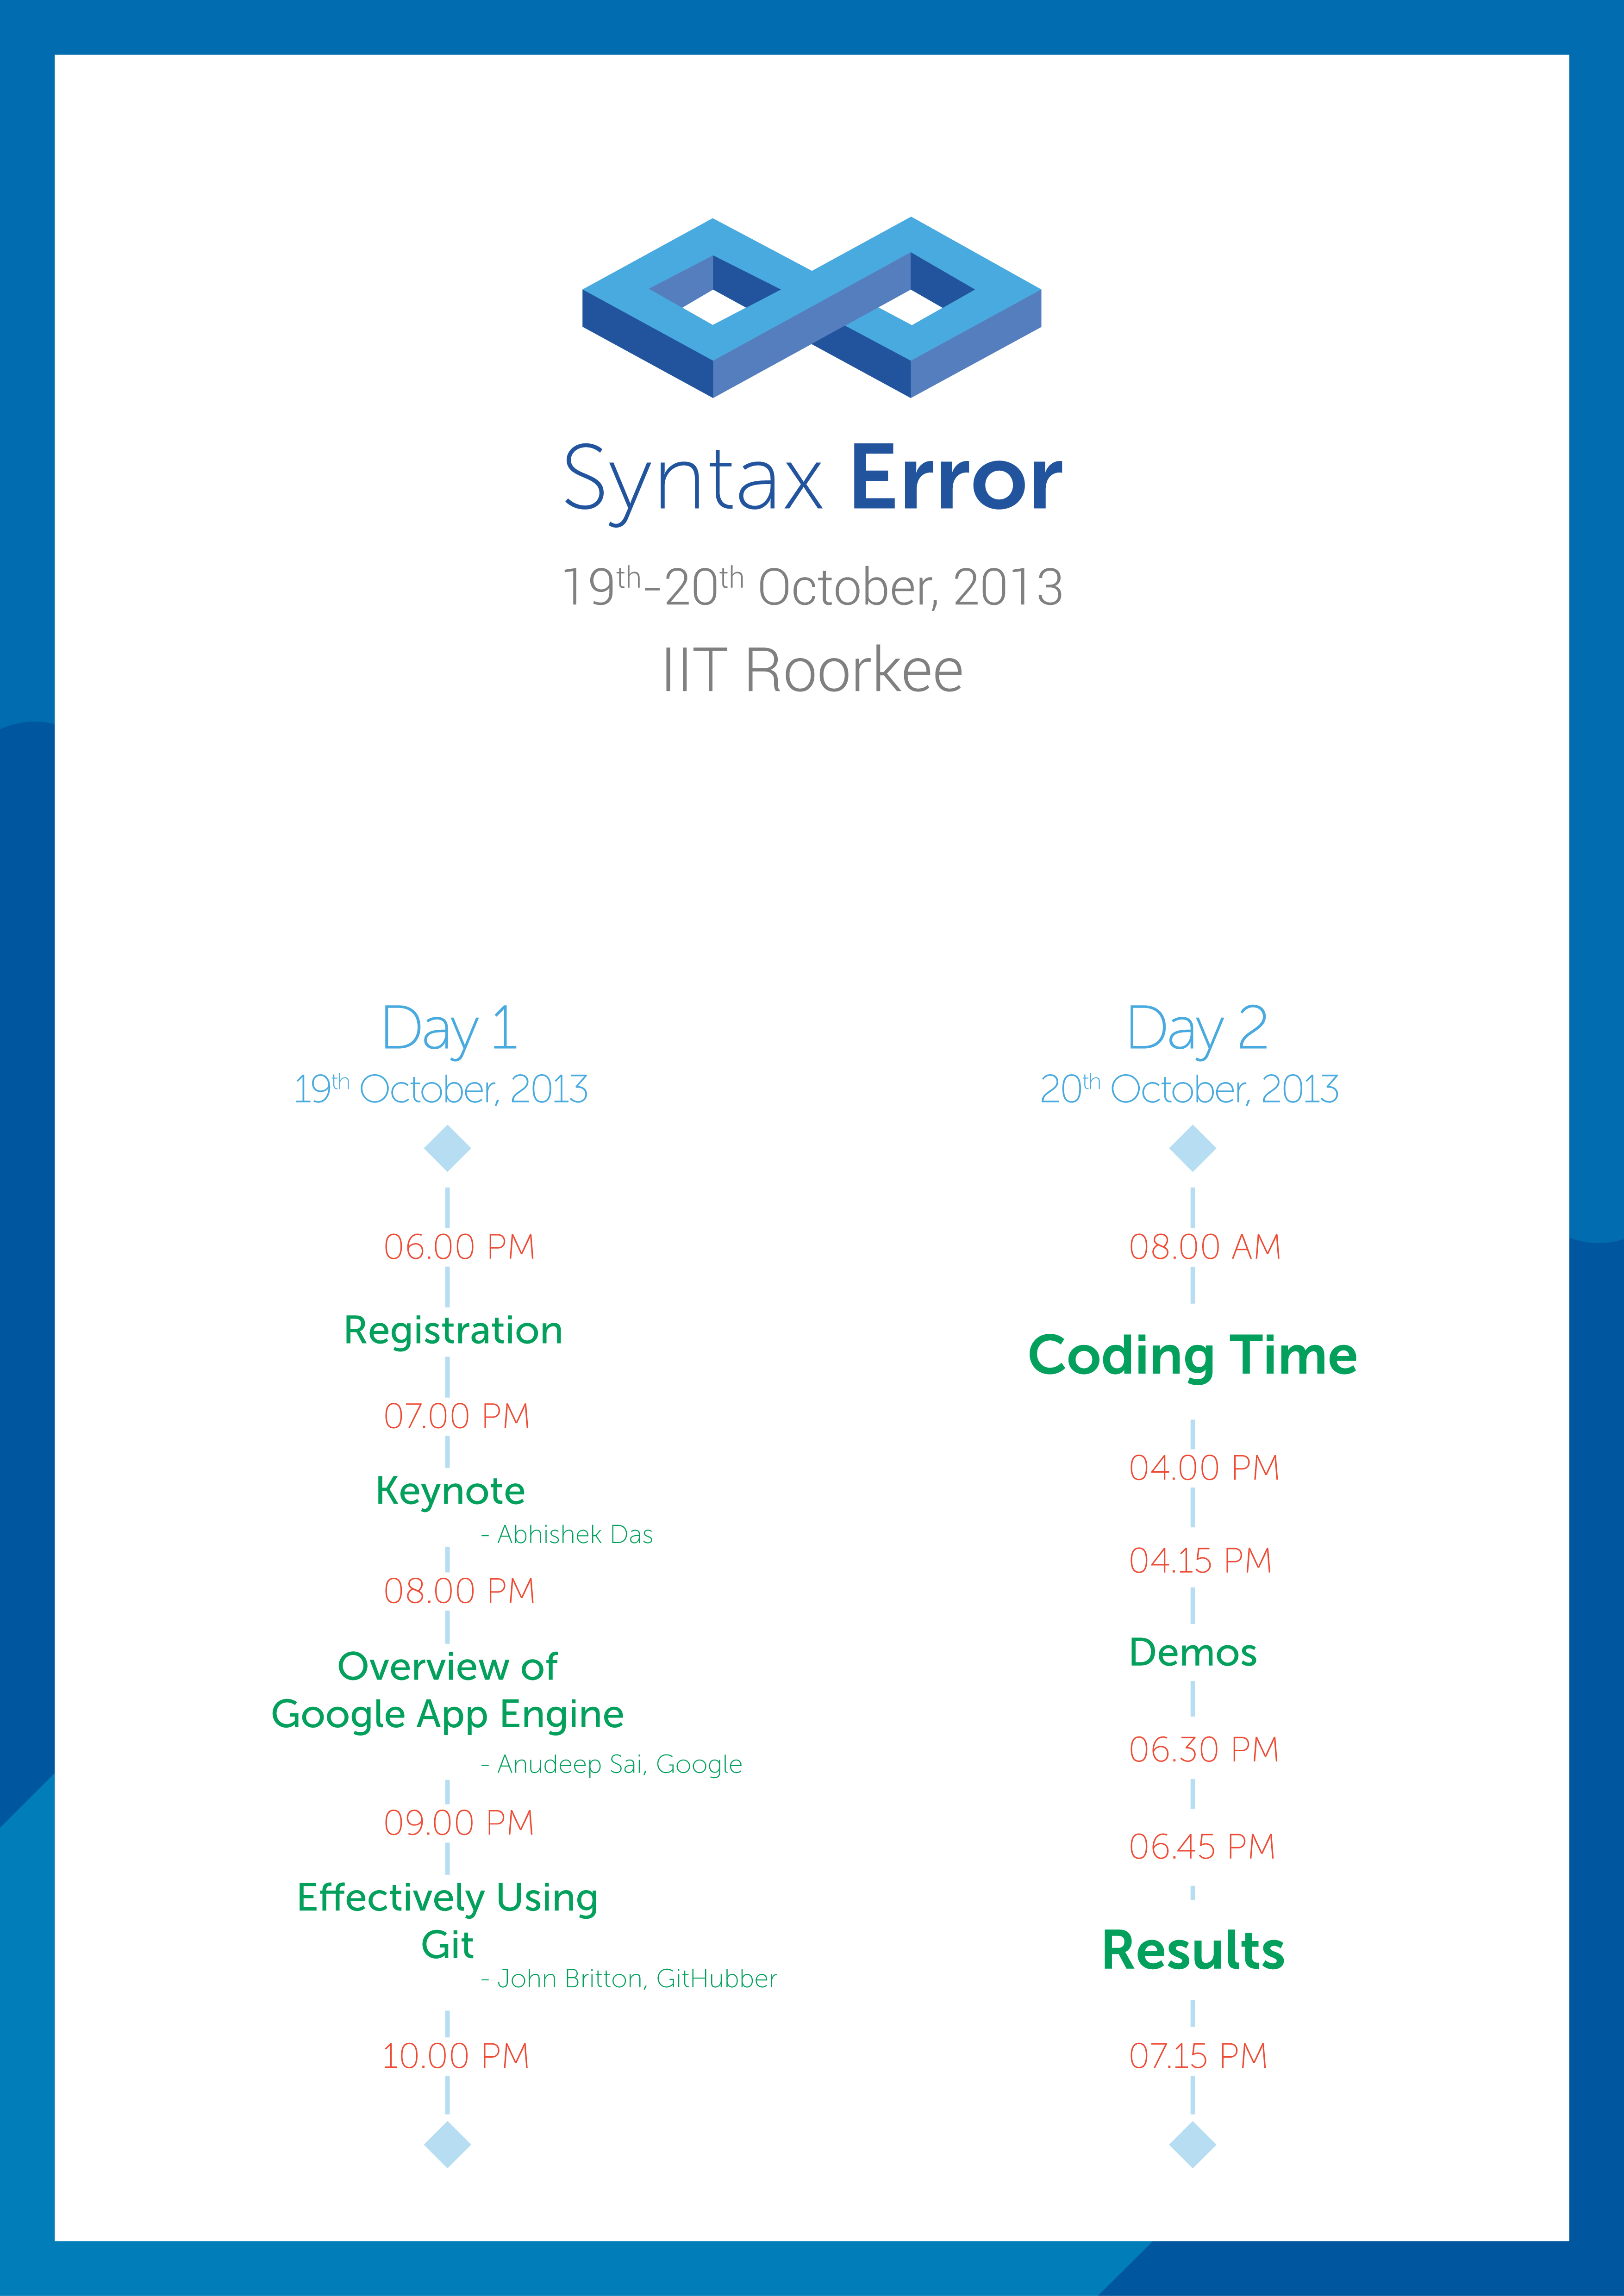 Syntax Error
19th-20th October, 2013
IIT Roorkee
Day 1
19th October, 2013
06.00 PM
Registration
07.00 PM
Keynote
- Abhishek Das
08.00 PM
Overview of
Google App Engine
- Anudeep Sai, Google
09.00 PM
Effectively Using
Git
- John Britton, GitHubber
10.00 PM
Day 2
20th October, 2013
08.00 AM
Coding Time
04.00 PM
04.15 PM
Demos
06.30 PM
06.45 PM
Results
07.15 PM